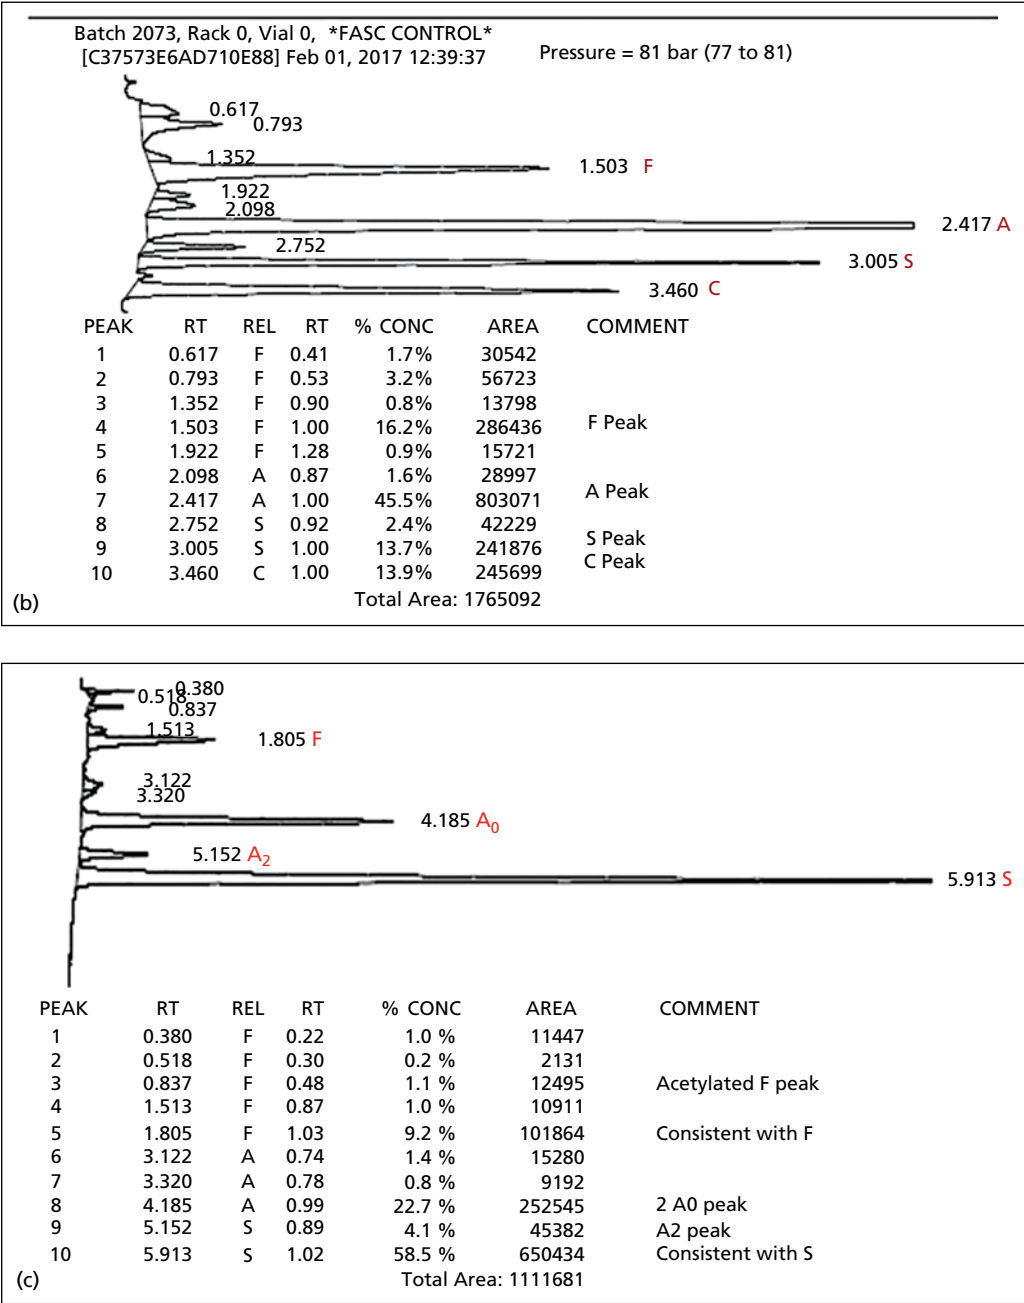 Batch 2073, Rack 0, Vial 0, *FASC CONTROL*
[C37573E6AD710E88] Feb 01, 2017 12:39:37
Pressure = 81 bar (77 to 81)
0.617
0.793
1.352
1.503 F
1.922
2.098
2.417 A
2.752
3.005 S
3.460 C
PEAK RT REL RT % CONC AREA COMMENT
1 0.617 F 0.41 1.7% 30542
2 0.793 F 0.53 3.2% 56723
3 1.352 F 0.90 0.8% 13798
4 1.503 F 1.00 16.2% 286436 F Peak
5 1.922 F 1.28 0.9% 15721
6 2.098 A 0.87 1.6% 28997
7 2.417 A 1.00 45.5% 803071 A Peak
8 2.752 S 0.92 2.4% 42229
9 3.005 S 1.00 13.7% 241876 S Peak
10 3.460 C 1.00 13.9% 245699 C Peak
Total Area: 1765092
(b)
0.380
0.518
0.837
1.513
1.805 F
3.122
3.320
4.185 A0
5.152 A2
5.913 S
PEAK RT REL RT % CONC AREA COMMENT
1 0.380 F 0.22 1.0 % 11447
2 0.518 F 0.30 0.2 % 2131
3 0.837 F 0.48 1.1 % 12495 Acetylated F peak
4 1.513 F 0.87 1.0 % 10911
5 1.805 F 1.03 9.2 % 101864 Consistent with F
6 3.122 A 0.74 1.4 % 15280
7 3.320 A 0.78 0.8 % 9192
8 4.185 A 0.99 22.7 % 252545 2 A0 peak
9 5.152 S 0.89 4.1 % 45382 A2 peak
10 5.913 S 1.02 58.5 % 650434 Consistent with S
Total Area: 1111681
(c)